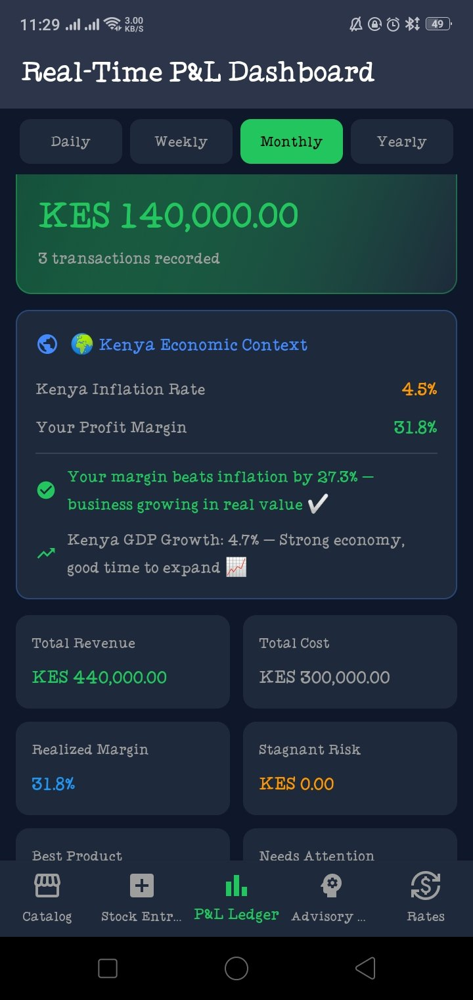 11:29
3.00
KB/S
49
Real-Time P&L Dashboard
Daily
Weekly
Monthly
Yearly
KES 140,000.00
3 transactions recorded
🌍 Kenya Economic Context
Kenya Inflation Rate
4.5%
Your Profit Margin
31.8%
Your margin beats inflation by 27.3% —
business growing in real value ✔️
Kenya GDP Growth: 4.7% — Strong economy,
good time to expand 📈
Total Revenue
KES 440,000.00
Total Cost
KES 300,000.00
Realized Margin
31.8%
Stagnant Risk
KES 0.00
Best Product
Needs Attention
Catalog
Stock Entr...
P&L Ledger
Advisory ...
Rates